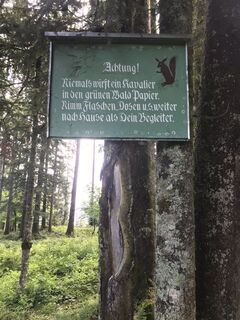 Achtung!
Niemals wirft ein Kavalier
in den grünen Wald Papier.
Nimm Flaschen, Dosen u.s.weiter
nach Hause als Dein Begleiter.